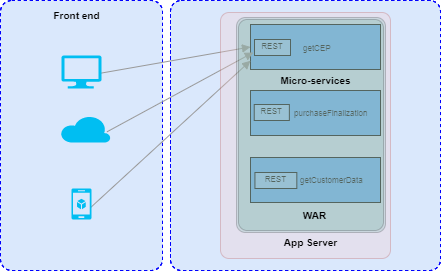 Front end
REST
getCEP
Micro-services
REST
purchaseFinalization
REST
getCustomerData
WAR
App Server